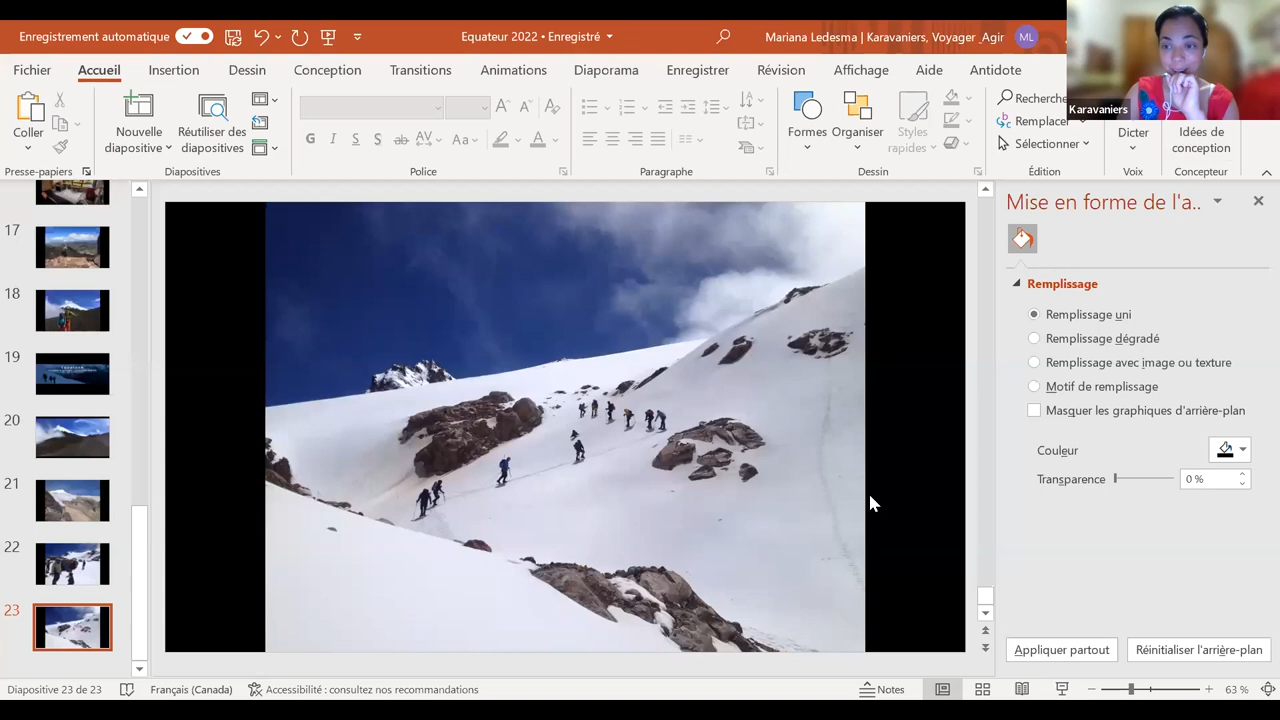 Enregistrement automatique
Equateur 2022 • Enregistré
Mariana Ledesma | Karavaniers, Voyager _Agir
ML
Fichier Accueil Insertion Dessin Conception Transitions Animations Diaporama Enregistrer Révision Affichage Aide Antidote
Karavaniers
Coller
Nouvelle
diapositive
Réutiliser des
diapositives
G I S S ab AV Aa A
Formes
Organiser
Styles
rapides
Recherche
Remplacer
Sélectionner
Dicter
Idées de
conception
Presse-papiers Diapositives Police Paragraphe Dessin Édition Voix Concepteur
17
18
19
20
21
22
23
Mise en forme de l'a..
Remplissage
Remplissage uni
Remplissage dégradé
Remplissage avec image ou texture
Motif de remplissage
Masquer les graphiques d'arrière-plan
Couleur
Transparence
0 %
Appliquer partout
Réinitialiser l'arrière-plan
Diapositive 23 de 23
Français (Canada)
Accessibilité : consultez nos recommandations
Notes
63 %